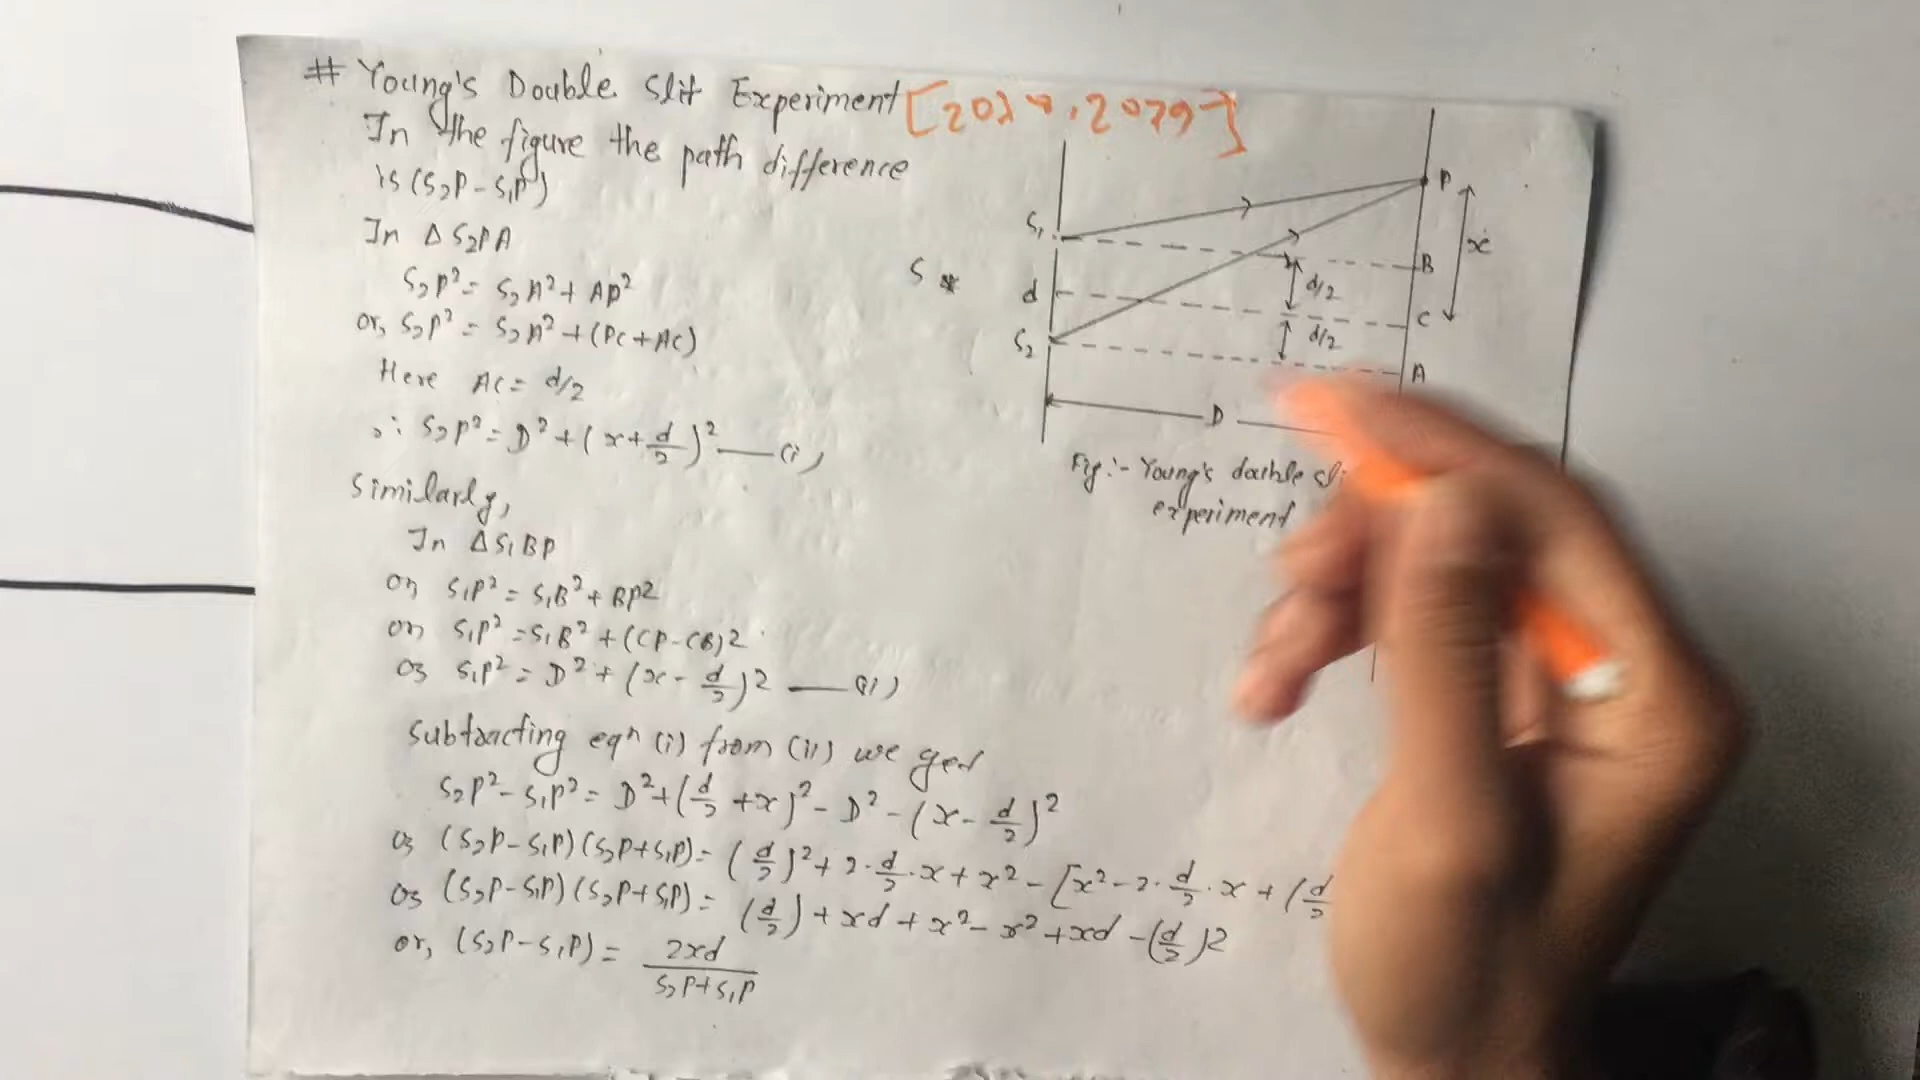 # Young's Double Slit Experiment [20 , 2079]
In the figure the path difference
is (S₂P - S₁P)
In Δ S₂PA
S₂P² = S₂A² + AP²
or, S₂P² = S₂A² + (PC + AC)
Here AC = d/2
∴ S₂P² = D² + (x + d/2)² — (i)
Similarly,
In Δ S₁BP
or S₁P² = S₁B² + BP²
or S₁P² = S₁B² + (CP - CB)2
or S₁P² = D² + (x - d/2)2 — (ii)
Subtracting eqⁿ (i) from (ii) we get
S₂P² - S₁P² = D² + (d/2 + x)² - D² - (x - d/2)²
or (S₂P - S₁P) (S₂P + S₁P) = (d/2)² + 2·d/2·x + x² - [x² - 2·d/2·x + (d/2
or (S₂P - S₁P) (S₂P + S₁P) = (d/2) + xd + x² - x² + xd - (d/2)2
or, (S₂P - S₁P) = 2xd / S₂P + S₁P
P
S₁
x
B
S
d
d/2
C
S₂
d/2
A
D
Fig :- Young's double sli
experiment